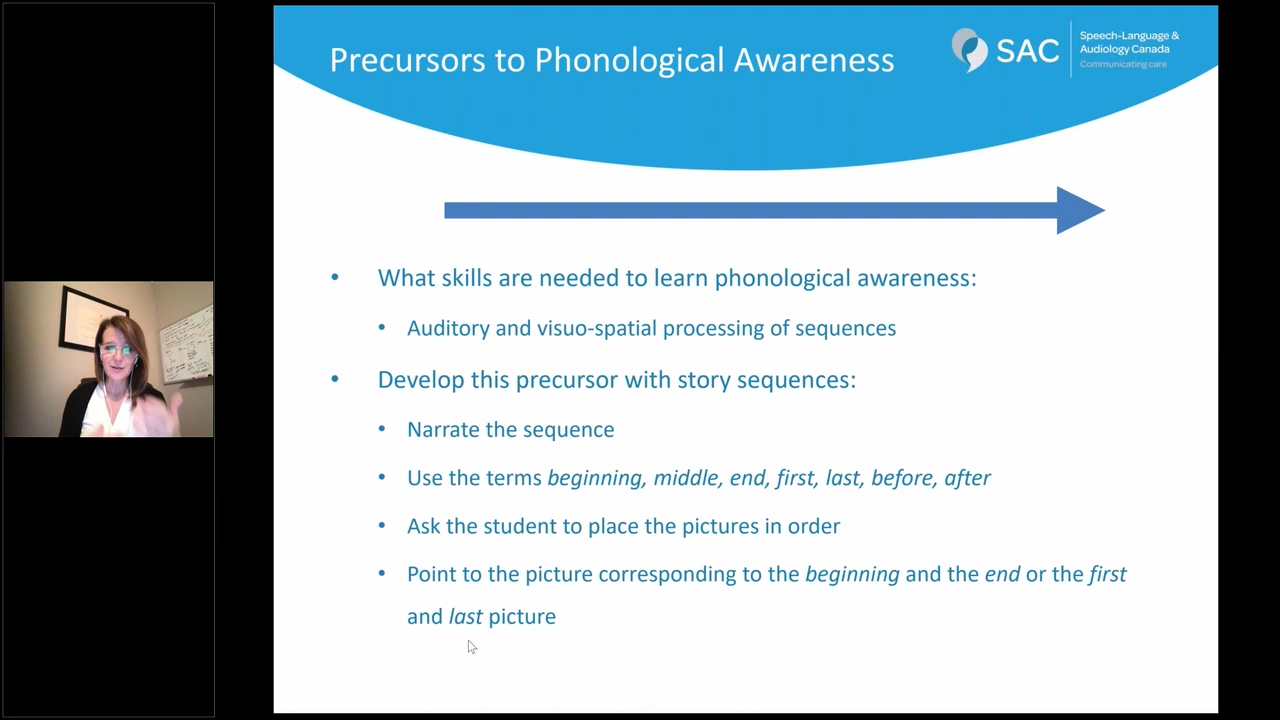 Precursors to Phonological Awareness
SAC
Speech-Language &
Audiology Canada
Communicating care
• What skills are needed to learn phonological awareness:
• Auditory and visuo-spatial processing of sequences
• Develop this precursor with story sequences:
• Narrate the sequence
• Use the terms beginning, middle, end, first, last, before, after
• Ask the student to place the pictures in order
• Point to the picture corresponding to the beginning and the end or the first
and last picture